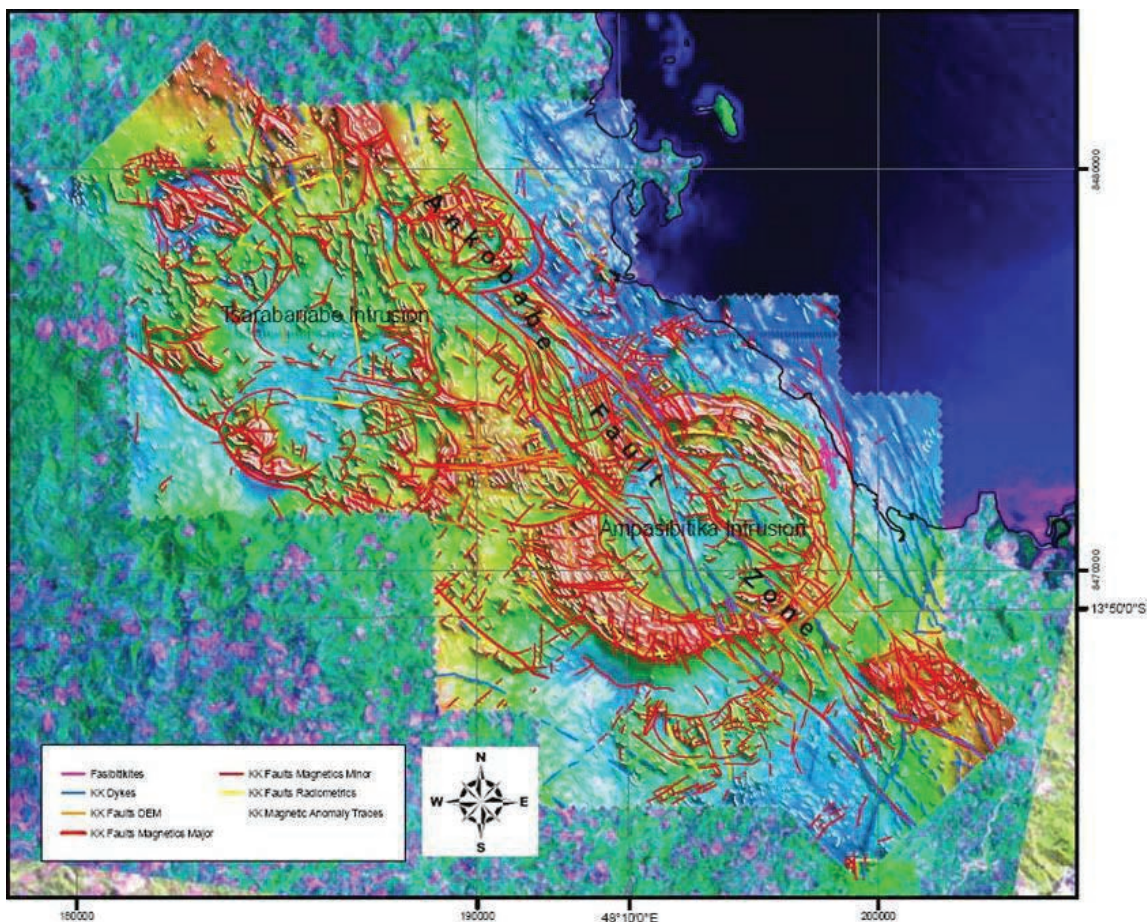 Ankobabe Fault Zone
Tsarabariabe Intrusion
Ampasibitika Intrusion
8480000
8470000
13°50'0"S
Fasibitikites
KK Dykes
KK Faults DEM
KK Faults Magnetics Major
KK Faults Magnetics Minor
KK Faults Radiometrics
KK Magnetic Anomaly Traces
N
W E
S
180000
190000
48°10'0"E
200000